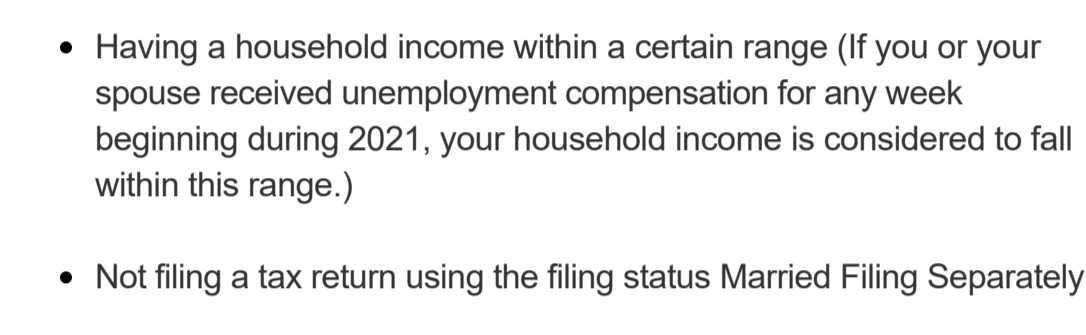 • Having a household income within a certain range (If you or your
spouse received unemployment compensation for any week
beginning during 2021, your household income is considered to fall
within this range.)
• Not filing a tax return using the filing status Married Filing Separately